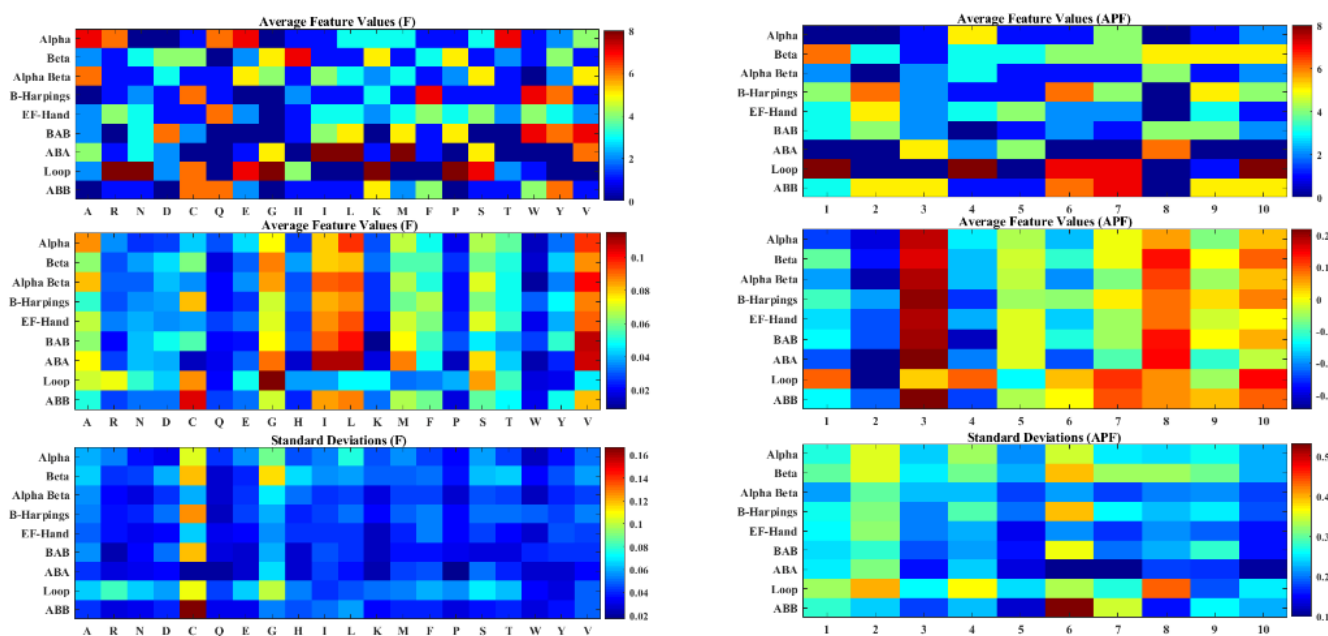 Average Feature Values (F)
Alpha
Beta
Alpha Beta
B-Harpings
EF-Hand
BAB
ABA
Loop
ABB
A R N D C Q E G H I L K M F P S T W Y V
8
6
4
2
0
Average Feature Values (F)
Alpha
Beta
Alpha Beta
B-Harpings
EF-Hand
BAB
ABA
Loop
ABB
A R N D C Q E G H I L K M F P S T W Y V
0.1
0.08
0.06
0.04
0.02
Standard Deviations (F)
Alpha
Beta
Alpha Beta
B-Harpings
EF-Hand
BAB
ABA
Loop
ABB
A R N D C Q E G H I L K M F P S T W Y V
0.16
0.14
0.12
0.1
0.08
0.06
0.04
0.02
Average Feature Values (APF)
Alpha
Beta
Alpha Beta
B-Harpings
EF-Hand
BAB
ABA
Loop
ABB
1 2 3 4 5 6 7 8 9 10
8
6
4
2
0
Average Feature Values (APF)
Alpha
Beta
Alpha Beta
B-Harpings
EF-Hand
BAB
ABA
Loop
ABB
1 2 3 4 5 6 7 8 9 10
0.2
0.1
0
-0.
-0.
-0.
-0.
Standard Deviations (APF)
Alpha
Beta
Alpha Beta
B-Harpings
EF-Hand
BAB
ABA
Loop
ABB
1 2 3 4 5 6 7 8 9 10
0.5
0.4
0.3
0.2
0.1